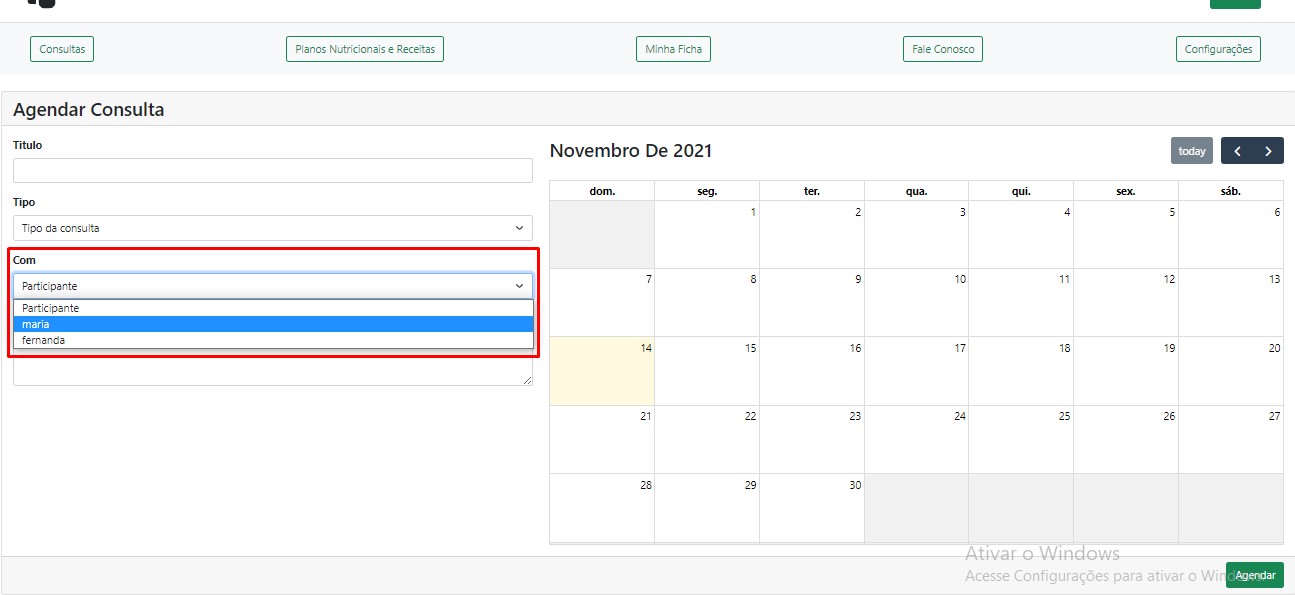 Consultas
Planos Nutricionais e Receitas
Minha Ficha
Fale Conosco
Configurações
Agendar Consulta
Titulo
Tipo
Tipo da consulta
Com
Participante
Participante
maria
fernanda
Novembro De 2021
today
dom. seg. ter. qua. qui. sex. sáb.
1 2 3 4 5 6
7 8 9 10 11 12 13
14 15 16 17 18 19 20
21 22 23 24 25 26 27
28 29 30
Ativar o Windows
Acesse Configurações para ativar o Windows.
Agendar